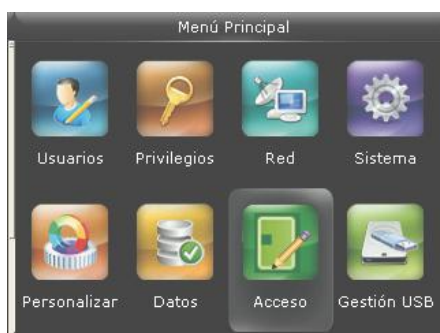 Menú Principal
Usuarios Privilegios Red Sistema
Personalizar Datos Acceso Gestión USB